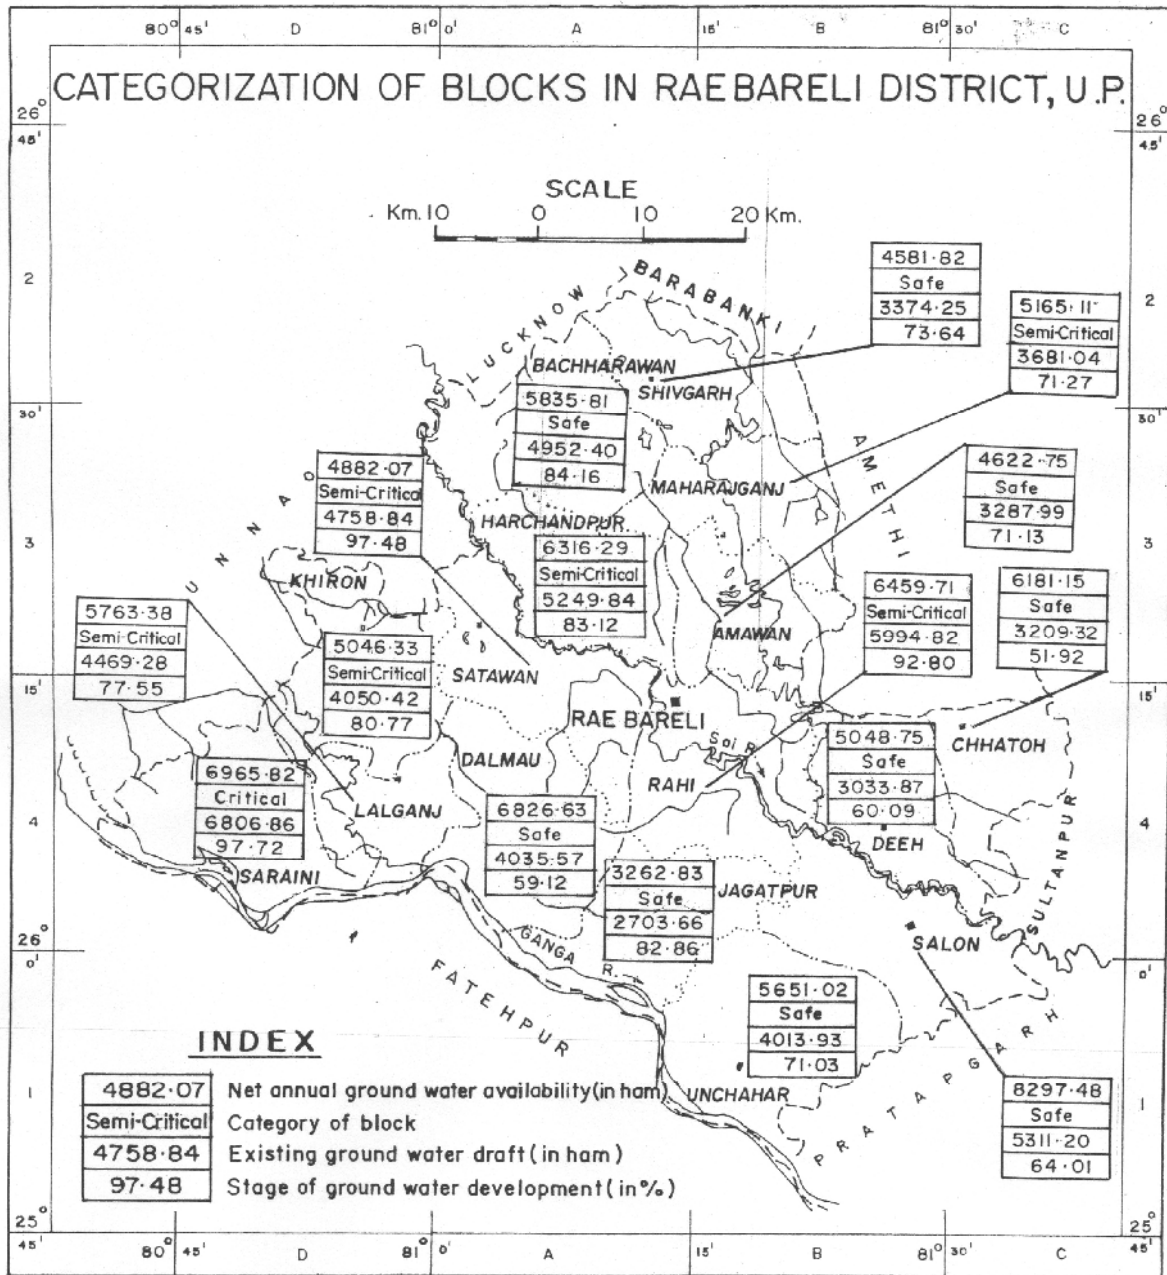 80° 45' D 81° 0' A 15' B 81° 30' C
CATEGORIZATION OF BLOCKS IN RAEBARELI DISTRICT, U.P.
26° 45'
26° 45'
SCALE
Km. 10 0 10 20 Km.
2
2
LUCKNOW
BARABANKI
4581.82
Safe
3374.25
73.64
5165.11
Semi-Critical
3681.04
71.27
BACHHARAWAN
SHIVGARH
5835.81
Safe
4952.40
84.16
30'
30'
AMETHI
4882.07
Semi-Critical
4758.84
97.48
MAHARAJGANJ
4622.75
Safe
3287.99
71.13
UNNAO
HARCHANDPUR
6316.29
Semi-Critical
5249.84
83.12
3
3
KHIRON
6459.71
Semi-Critical
5994.82
92.80
6181.15
Safe
3209.32
51.92
5763.38
Semi-Critical
4469.28
77.55
5046.33
Semi-Critical
4050.42
80.77
AMAWAN
SATAWAN
15'
15'
RAE BARELI
Sai R.
5048.75
Safe
3033.87
60.09
CHHATOH
DALMAU
RAHI
6965.82
Critical
6806.86
97.72
LALGANJ
6826.63
Safe
4035.57
59.12
4
4
DEEH
SULTANPUR
SARAINI
3262.83
Safe
2703.66
82.86
JAGATPUR
26° 0'
0'
GANGA R.
SALON
FATEHPUR
5651.02
Safe
4013.93
71.03
UNCHAHAR
PRATAPGARH
8297.48
Safe
5311.20
64.01
1
1
INDEX
4882.07 Net annual ground water availability (in ham)
Semi-Critical Category of block
4758.84 Existing ground water draft (in ham)
97.48 Stage of ground water development (in %)
25° 45'
25° 45'
80° 45' D 81° 0' A 15' B 81° 30' C